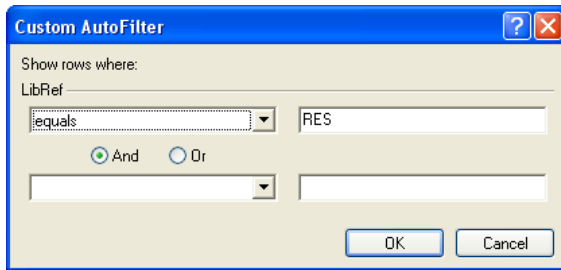 Custom AutoFilter
Show rows where:
LibRef
equals RES
And Or
OK Cancel